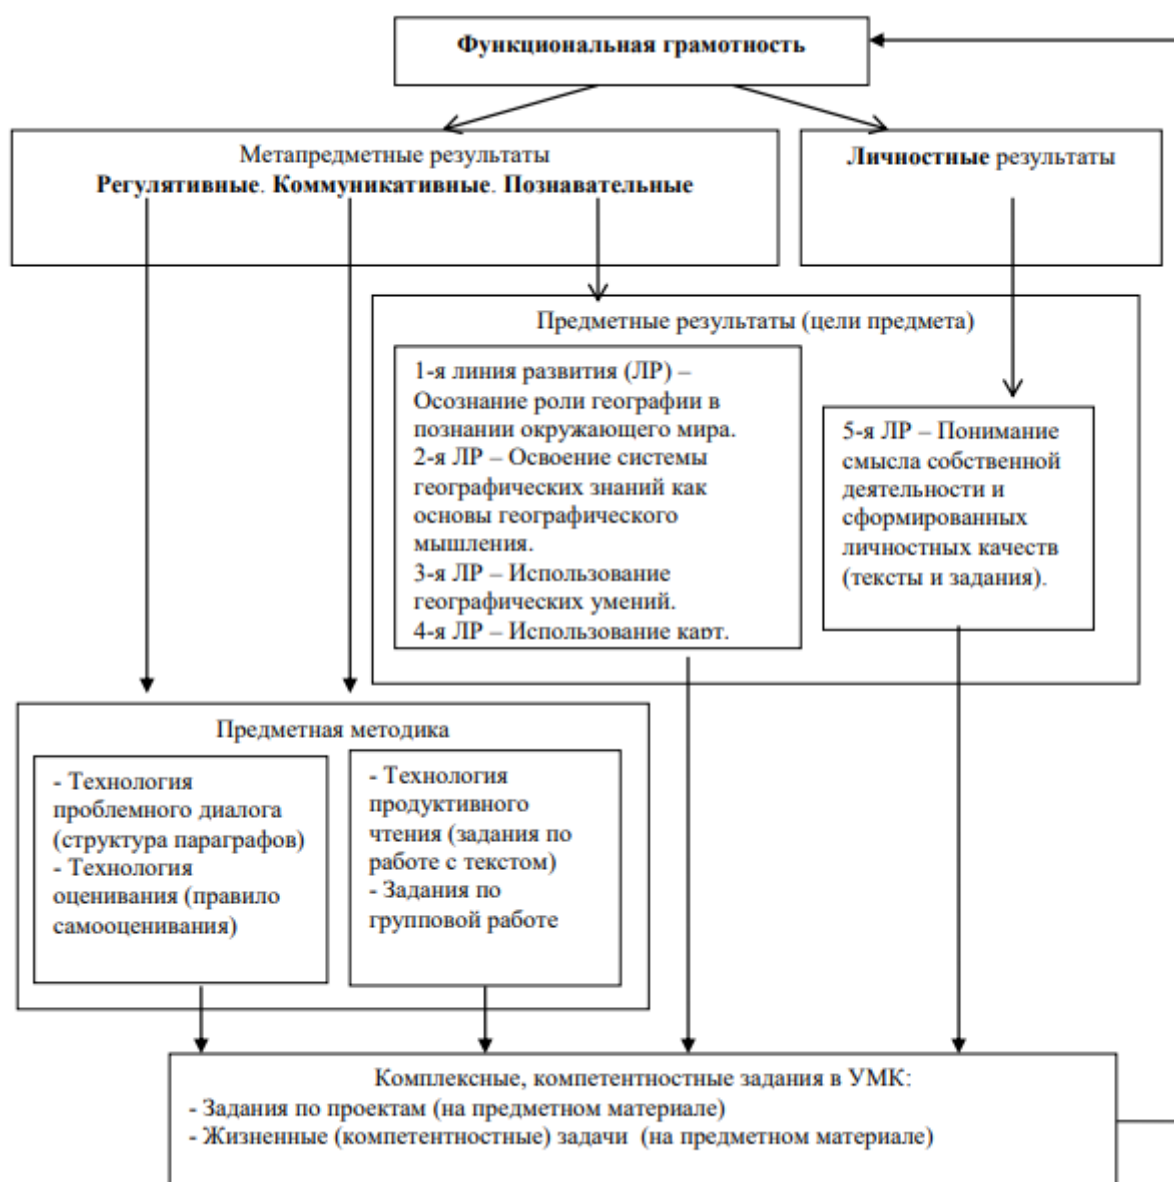 Функциональная грамотность
Метапредметные результаты
Регулятивные. Коммуникативные. Познавательные
Личностные результаты
Предметные результаты (цели предмета)
1-я линия развития (ЛР) –
Осознание роли географии в
познании окружающего мира.
2-я ЛР – Освоение системы
географических знаний как
основы географического
мышления.
3-я ЛР – Использование
географических умений.
4-я ЛР – Использование карт.
5-я ЛР – Понимание
смысла собственной
деятельности и
сформированных
личностных качеств
(тексты и задания).
Предметная методика
- Технология
проблемного диалога
(структура параграфов)
- Технология
оценивания (правило
самооценивания)
- Технология
продуктивного
чтения (задания по
работе с текстом)
- Задания по
групповой работе
Комплексные, компетентностные задания в УМК:
- Задания по проектам (на предметном материале)
- Жизненные (компетентностные) задачи (на предметном материале)